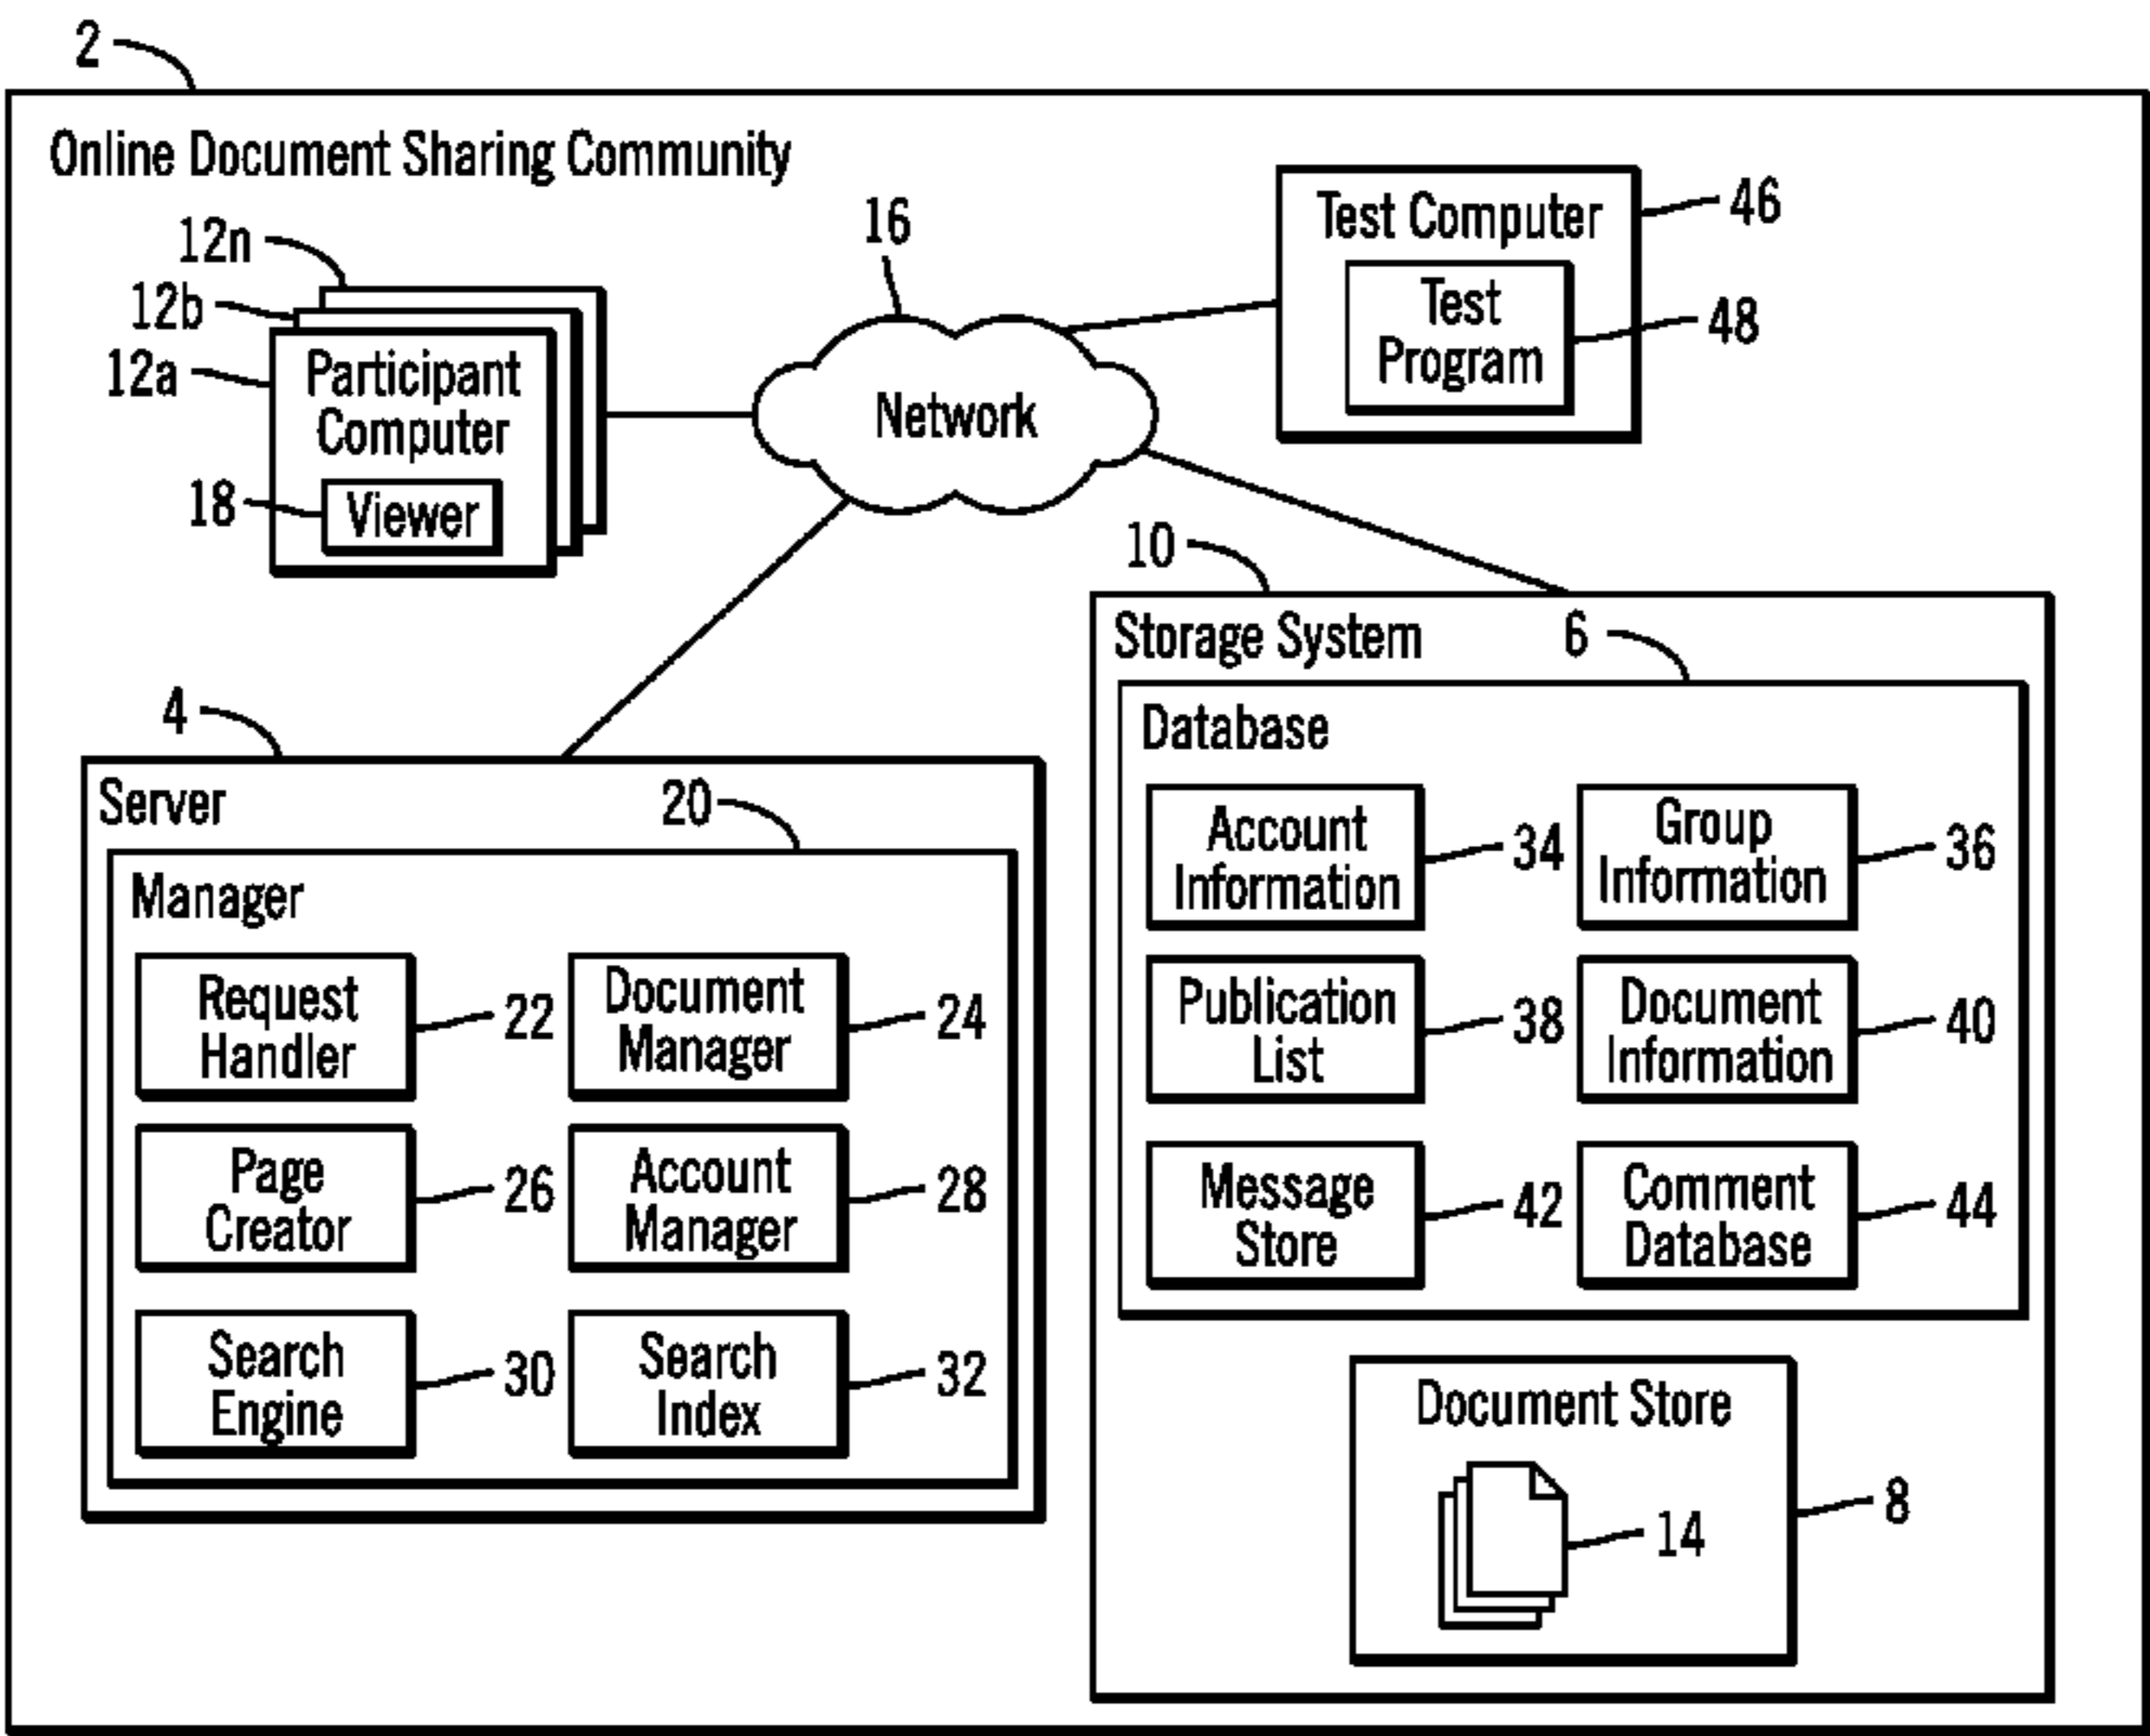 2
Online Document Sharing Community
12n
12b
12a
Participant
Computer
18
Viewer
16
Network
Test Computer
46
Test
Program
48
4
Server
20
Manager
Request
Handler
22
Document
Manager
24
Page
Creator
26
Account
Manager
28
Search
Engine
30
Search
Index
32
10
Storage System
6
Database
Account
Information
34
Group
Information
36
Publication
List
38
Document
Information
40
Message
Store
42
Comment
Database
44
Document Store
14
8